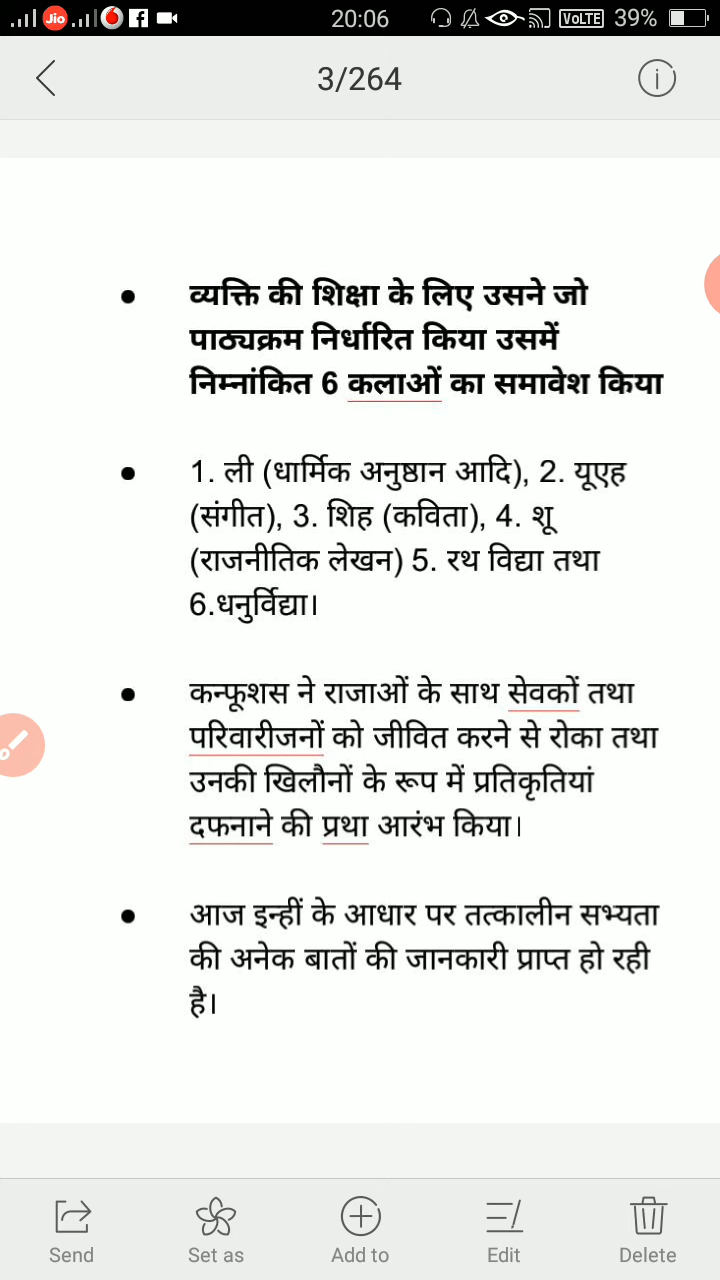 Jio 20:06 VoLTE 39%
3/264
• व्यक्ति की शिक्षा के लिए उसने जो
पाठ्यक्रम निर्धारित किया उसमें
निम्नांकित 6 कलाओं का समावेश किया
• 1. ली (धार्मिक अनुष्ठान आदि), 2. यूएह
(संगीत), 3. शिह (कविता), 4. शू
(राजनीतिक लेखन) 5. रथ विद्या तथा
6.धनुर्विद्या।
• कन्फूशस ने राजाओं के साथ सेवकों तथा
परिवारीजनों को जीवित करने से रोका तथा
उनकी खिलौनों के रूप में प्रतिकृतियां
दफनाने की प्रथा आरंभ किया।
• आज इन्हीं के आधार पर तत्कालीन सभ्यता
की अनेक बातों की जानकारी प्राप्त हो रही
है।
Send Set as Add to Edit Delete